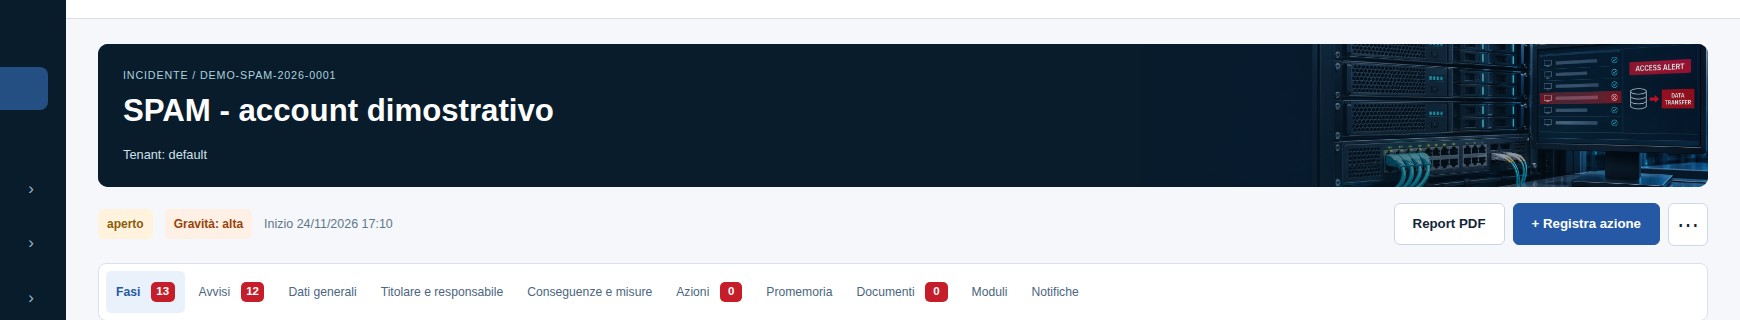 INCIDENTE / DEMO-SPAM-2026-0001
SPAM - account dimostrativo
Tenant: default
ACCESS ALERT
DATA
TRANSFER
aperto Gravità: alta Inizio 24/11/2026 17:10 Report PDF + Registra azione ...
Fasi 13 Avvisi 12 Dati generali Titolare e responsabile Conseguenze e misure Azioni 0 Promemoria Documenti 0 Moduli Notifiche